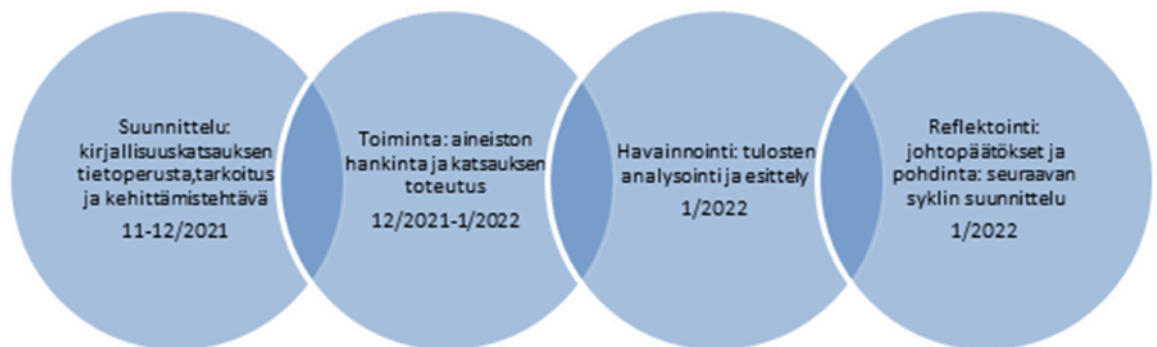 Suunnittelu:
kirjallisuuskatsauksen
tietoperusta,tarkoitus
ja kehittämistehtävä
11-12/2021
Toiminta: aineiston
hankinta ja katsauksen
toteutus
12/2021-1/2022
Havainnointi: tulosten
analysointi ja esittely
1/2022
Reflektointi:
johtopäätökset ja
pohdinta: seuraavan
syklin suunnittelu
1/2022